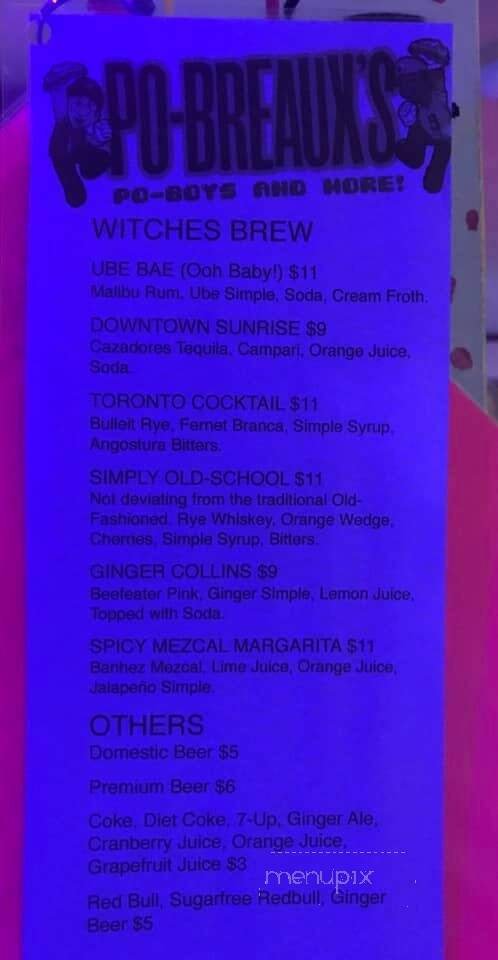 PO-BREAUX'S
PO-BOYS AND MORE!
WITCHES BREW
UBE BAE (Ooh Baby!) $11
Malibu Rum, Ube Simple, Soda, Cream Froth.
DOWNTOWN SUNRISE $9
Cazadores Tequila, Campari, Orange Juice,
Soda.
TORONTO COCKTAIL $11
Bulleit Rye, Fernet Branca, Simple Syrup,
Angostura Bitters.
SIMPLY OLD-SCHOOL $11
Not deviating from the traditional Old-
Fashioned. Rye Whiskey, Orange Wedge,
Cherries, Simple Syrup, Bitters.
GINGER COLLINS $9
Beefeater Pink, Ginger Simple, Lemon Juice,
Topped with Soda.
SPICY MEZCAL MARGARITA $11
Banhez Mezcal, Lime Juice, Orange Juice,
Jalapeño Simple.
OTHERS
Domestic Beer $5
Premium Beer $6
Coke, Diet Coke, 7-Up, Ginger Ale,
Cranberry Juice, Orange Juice,
Grapefruit Juice $3
menupix
Red Bull, Sugarfree Redbull, Ginger
Beer $5